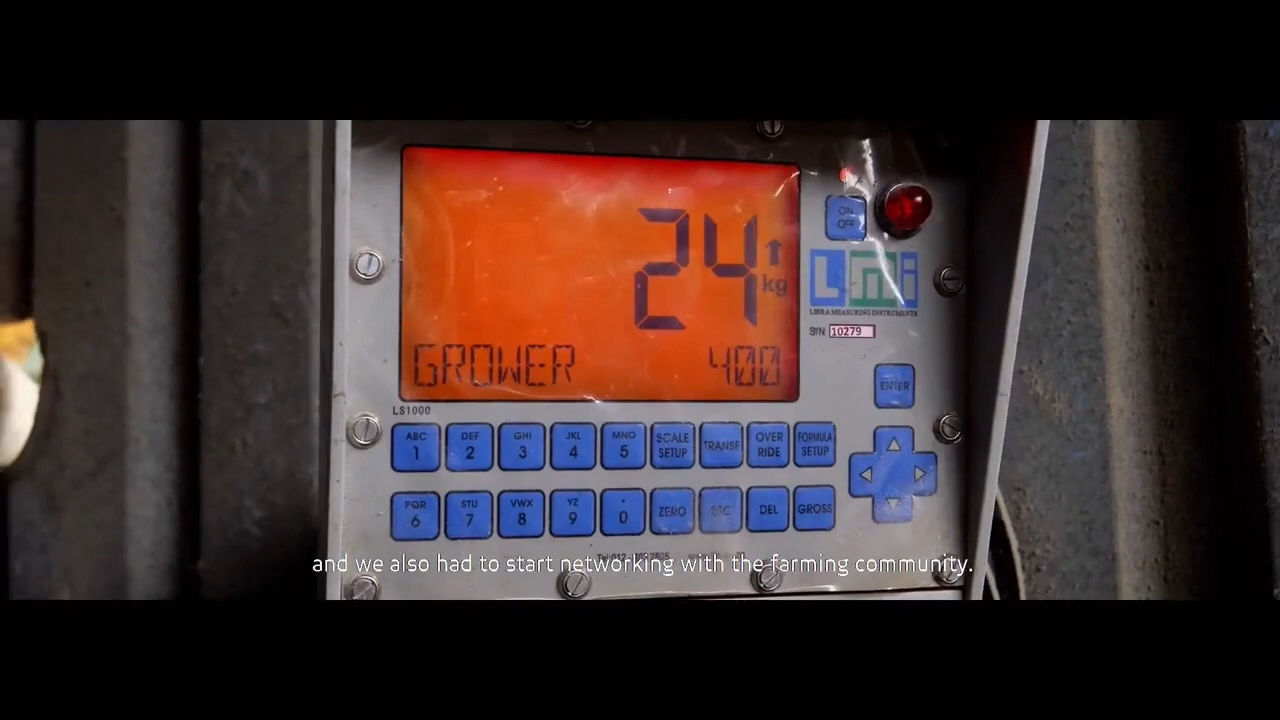 24
kg
GROWER 400
ON
OFF
LMi
LIBRA MEASURING INSTRUMENTS
S/N 10279
ENTER
LS1000
ABC
1
DEF
2
GHI
3
JKL
4
MNO
5
SCALE
SETUP
TRANSF
OVER
RIDE
FORMULA
SETUP
PQR
6
STU
7
VWX
8
YZ
9
0
ZERO
ESC
DEL
GROSS
and we also had to start networking with the farming community.